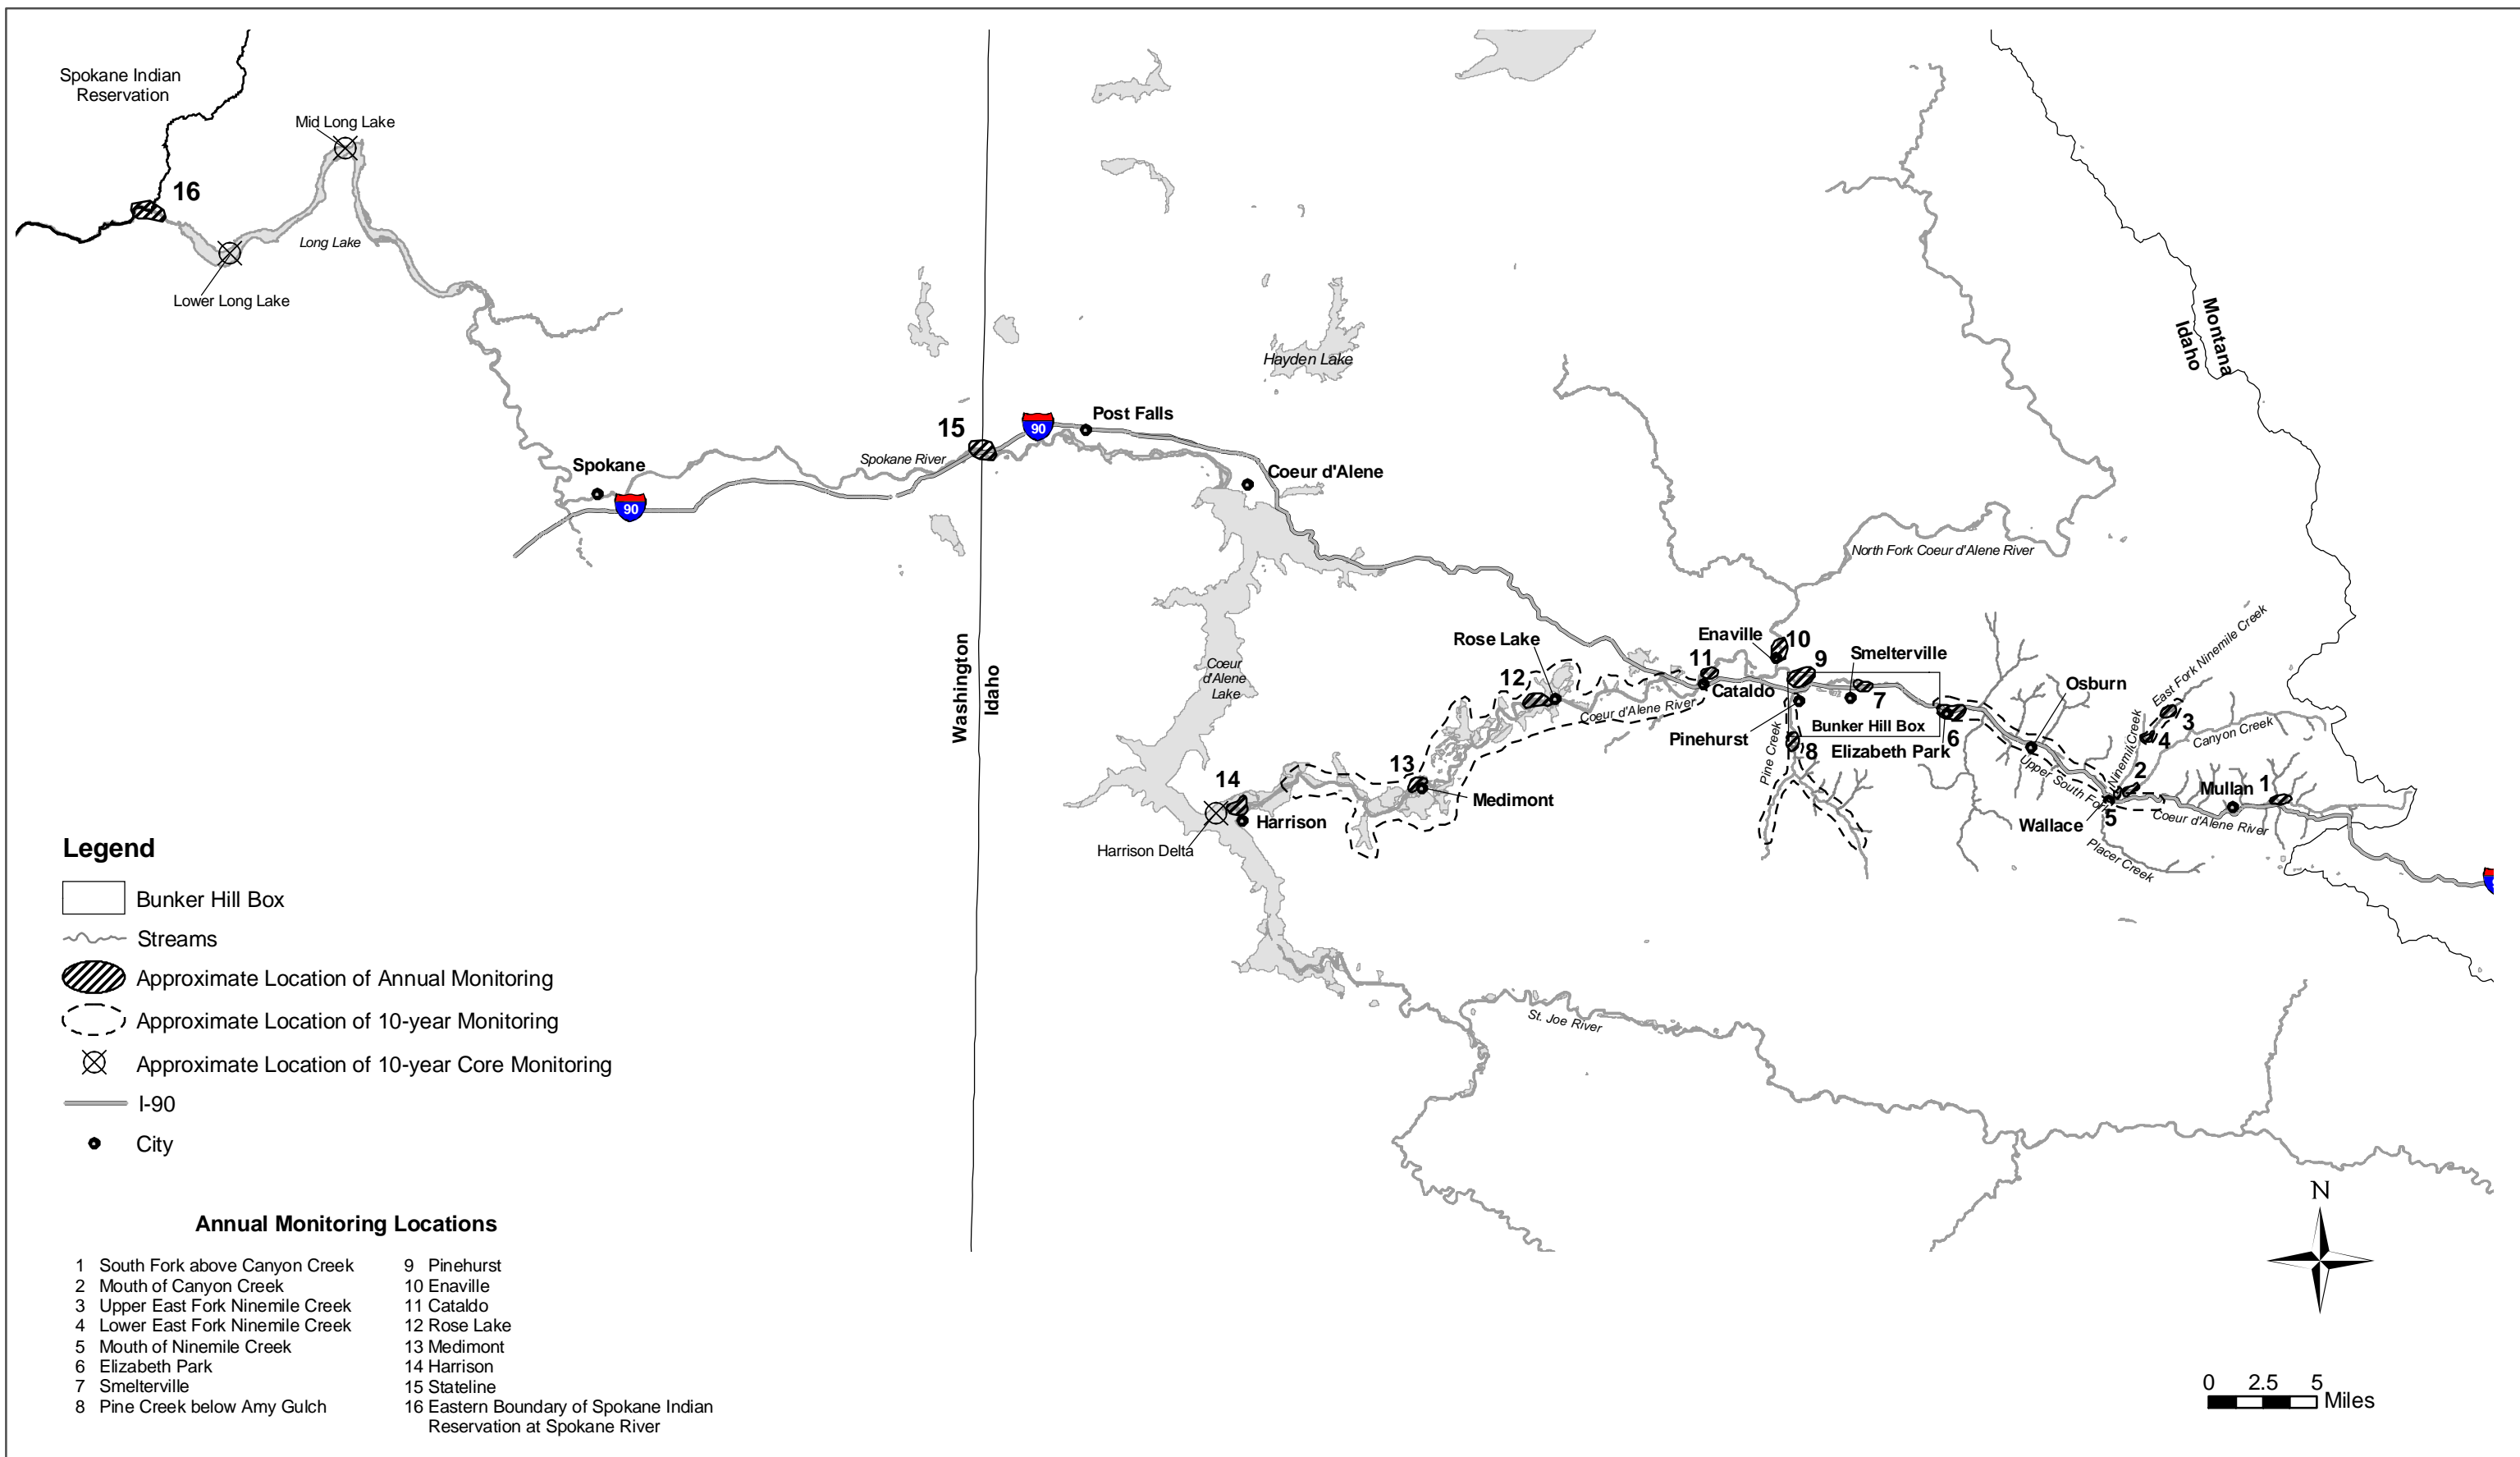 Spokane Indian
Reservation
Mid Long Lake
16
Long Lake
Lower Long Lake
Montana
Idaho
Hayden Lake
Post Falls
90
15
Spokane River
Spokane
90
Coeur d'Alene
North Fork Coeur d'Alene River
Washington
Idaho
Coeur
d'Alene
Lake
Rose Lake
Enaville
10
9
Smelterville
11
12
Cataldo
7
Osburn
East Fork Ninemile Creek
3
Coeur d'Alene River
Pinehurst
Bunker Hill Box
Elizabeth Park
6
Pine Creek
8
Ninemile Creek
4
Canyon Creek
Upper South Fork
2
Mullan
1
13
Medimont
14
Harrison
Harrison Delta
Wallace
5
Coeur d'Alene River
Placer Creek
St. Joe River
Legend
Bunker Hill Box
Streams
Approximate Location of Annual Monitoring
Approximate Location of 10-year Monitoring
Approximate Location of 10-year Core Monitoring
I-90
City
Annual Monitoring Locations
1 South Fork above Canyon Creek
2 Mouth of Canyon Creek
3 Upper East Fork Ninemile Creek
4 Lower East Fork Ninemile Creek
5 Mouth of Ninemile Creek
6 Elizabeth Park
7 Smelterville
8 Pine Creek below Amy Gulch
9 Pinehurst
10 Enaville
11 Cataldo
12 Rose Lake
13 Medimont
14 Harrison
15 Stateline
16 Eastern Boundary of Spokane Indian
Reservation at Spokane River
N
0 2.5 5
Miles